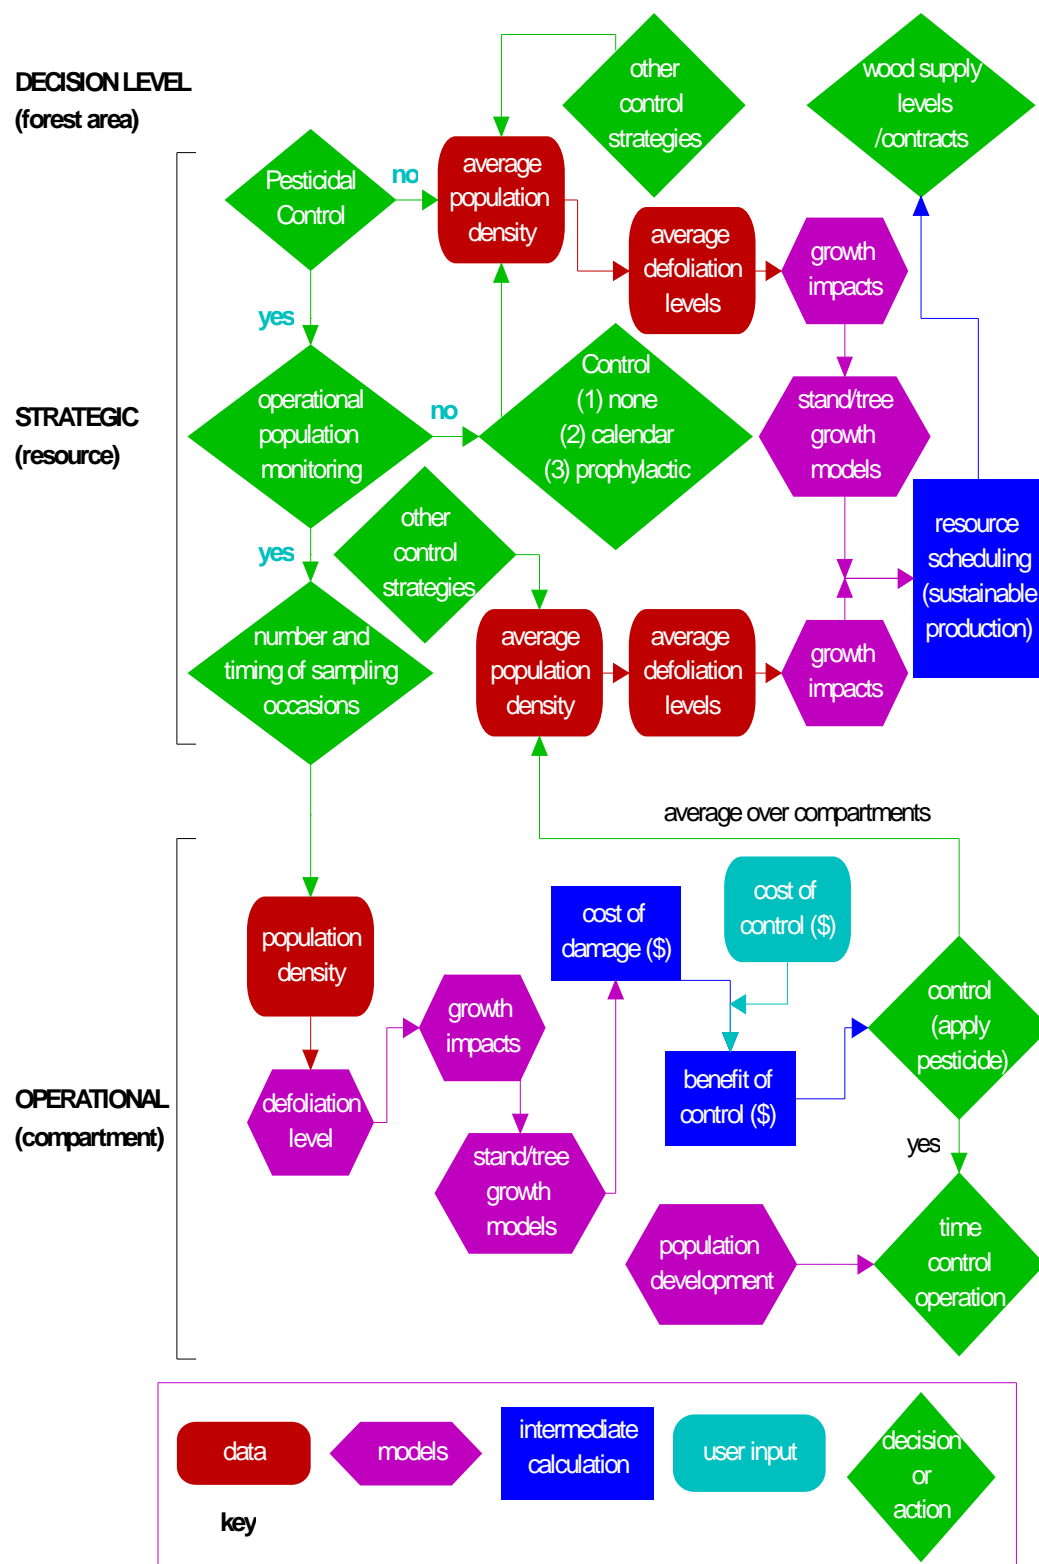 DECISION LEVEL
(forest area)
other
control
strategies
wood supply
levels
/contracts
Pesticidal
Control
no
average
population
density
average
defoliation
levels
growth
impacts
yes
STRATEGIC
(resource)
operational
population
monitoring
no
Control
(1) none
(2) calendar
(3) prophylactic
stand/tree
growth
models
yes
other
control
strategies
resource
scheduling
(sustainable
production)
number and
timing of sampling
occasions
average
population
density
average
defoliation
levels
growth
impacts
average over compartments
population
density
cost of
damage ($)
cost of
control ($)
growth
impacts
control
(apply
pesticide)
OPERATIONAL
(compartment)
defoliation
level
benefit of
control ($)
stand/tree
growth
models
yes
population
development
time
control
operation
data
models
intermediate
calculation
user input
decision
or
action
key